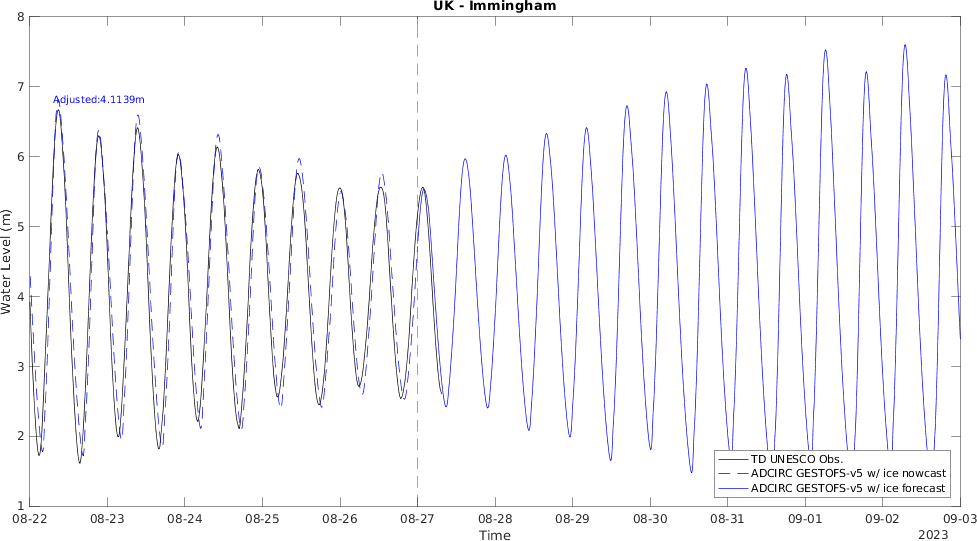 UK - Immingham
8
7
6
5
4
3
2
1
Water Level (m)
Adjusted:4.1139m
TD UNESCO Obs.
ADCIRC GESTOFS-v5 w/ ice nowcast
ADCIRC GESTOFS-v5 w/ ice forecast
08-22 08-23 08-24 08-25 08-26 08-27 08-28 08-29 08-30 08-31 09-01 09-02 09-03
Time
2023